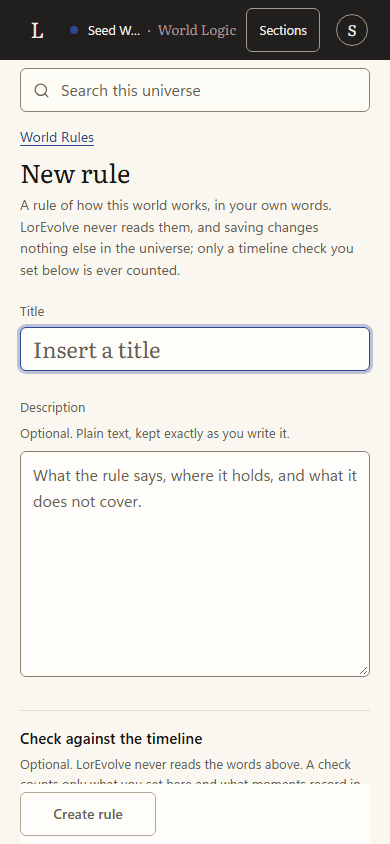 L
Seed W... · World Logic
Sections
S
Search this universe
World Rules
New rule
A rule of how this world works, in your own words.
LorEvolve never reads them, and saving changes
nothing else in the universe; only a timeline check you
set below is ever counted.
Title
Insert a title
Description
Optional. Plain text, kept exactly as you write it.
What the rule says, where it holds, and what it
does not cover.
Check against the timeline
Optional. LorEvolve never reads the words above. A check
counts only what you set here and what moments record in
Create rule